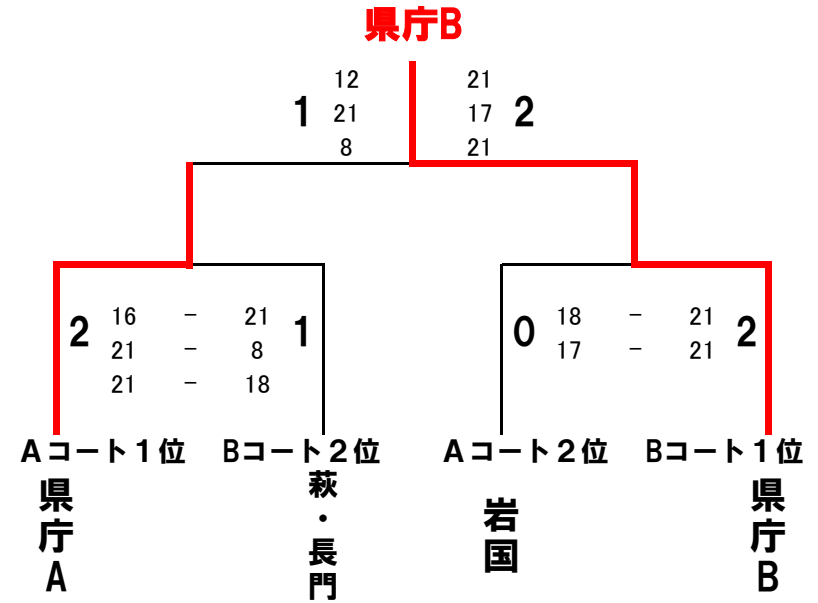 県庁B
12 21
1 21 17 2
8 21
2 16 － 21 1
21 － 8
21 － 18
0 18 － 21 2
17 － 21
Aコート１位
Bコート２位
Aコート２位
Bコート１位
県庁A
萩・長門
岩国
県庁B